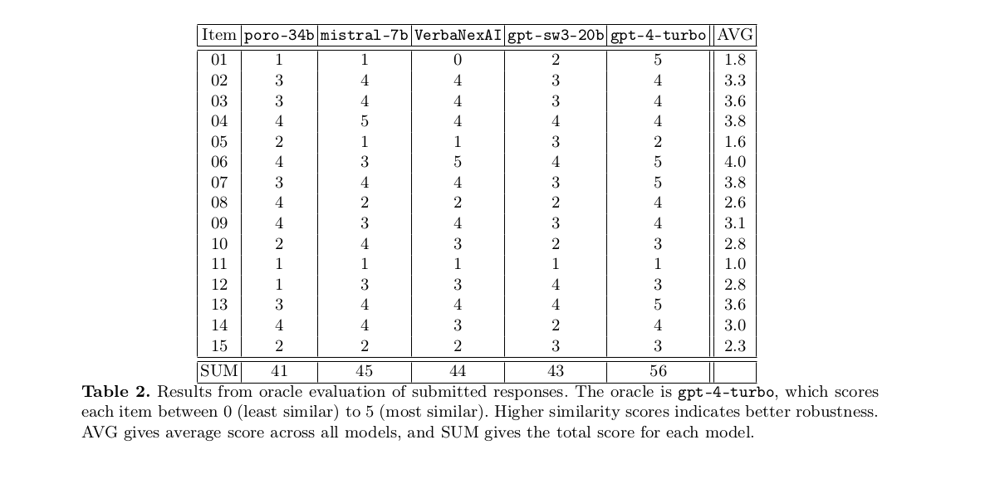 Item poro-34b mistral-7b VerbaNexAI gpt-sw3-20b gpt-4-turbo AVG
01 1 1 0 2 5 1.8
02 3 4 4 3 4 3.3
03 3 4 4 3 4 3.6
04 4 5 4 4 4 3.8
05 2 1 1 3 2 1.6
06 4 3 5 4 5 4.0
07 3 4 4 3 5 3.8
08 4 2 2 2 4 2.6
09 4 3 4 3 4 3.1
10 2 4 3 2 3 2.8
11 1 1 1 1 1 1.0
12 1 3 3 4 3 2.8
13 3 4 4 4 5 3.6
14 4 4 3 2 4 3.0
15 2 2 2 3 3 2.3
SUM 41 45 44 43 56
Table 2. Results from oracle evaluation of submitted responses. The oracle is gpt-4-turbo, which scores
each item between 0 (least similar) to 5 (most similar). Higher similarity scores indicates better robustness.
AVG gives average score across all models, and SUM gives the total score for each model.